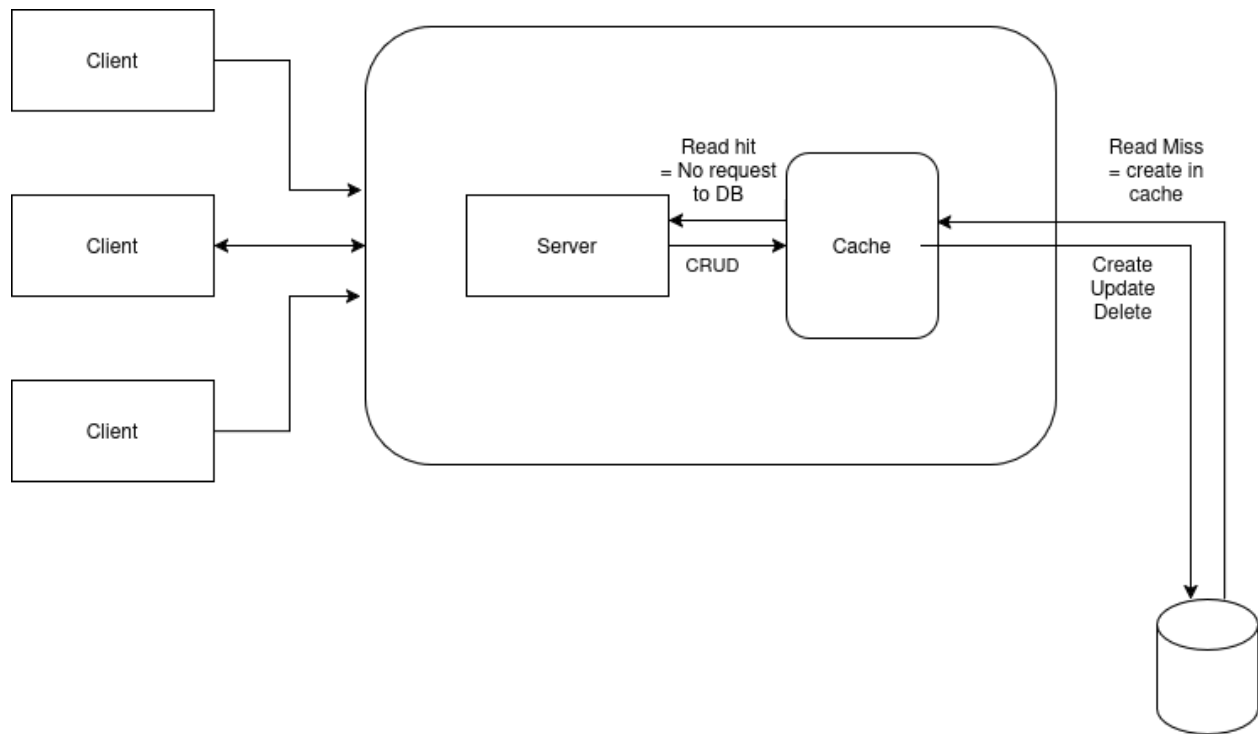 Client
Client
Client
Server
Read hit
= No request
to DB
CRUD
Cache
Read Miss
= create in
cache
Create
Update
Delete